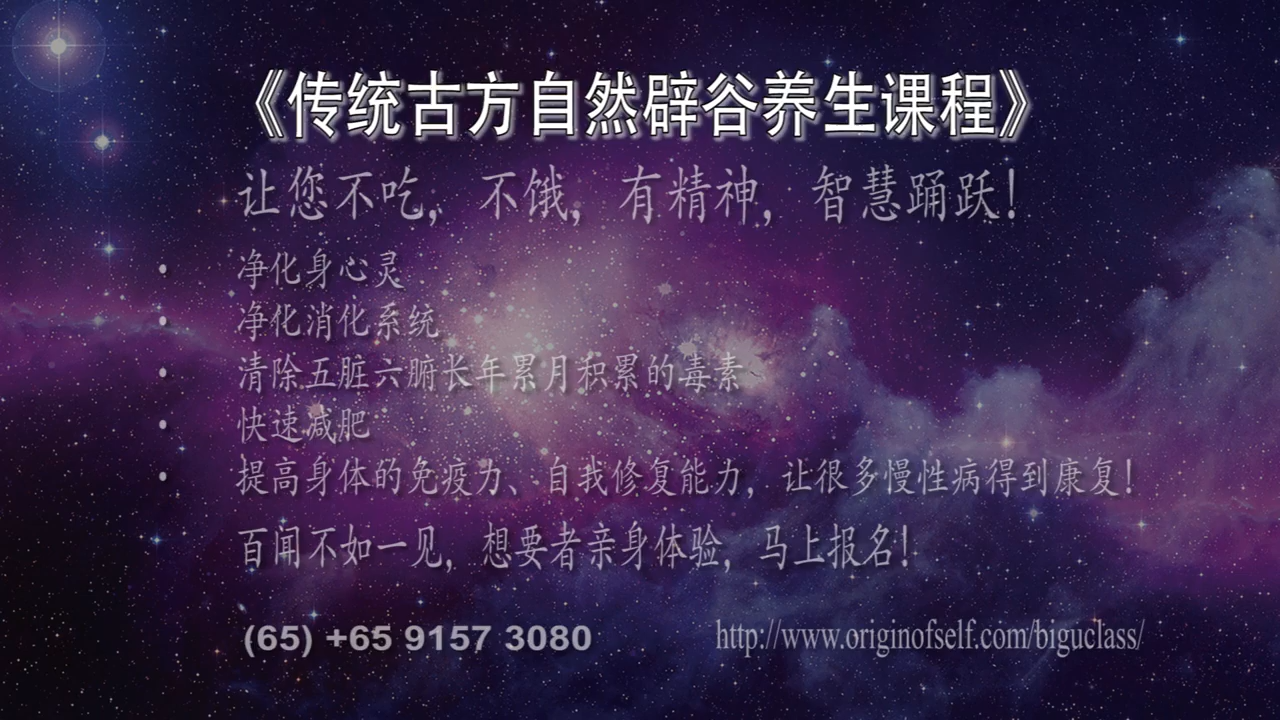 《传统古方自然辟谷养生课程》
让您不吃，不饿，有精神，智慧踊跃！
• 净化身心灵
• 净化消化系统
• 清除五脏六腑长年累月积累的毒素
• 快速减肥
• 提高身体的免疫力、自我修复能力，让很多慢性病得到康复！
百闻不如一见，想要者亲身体验，马上报名！
(65) +65 9157 3080 http://www.originofself.com/biguclass/